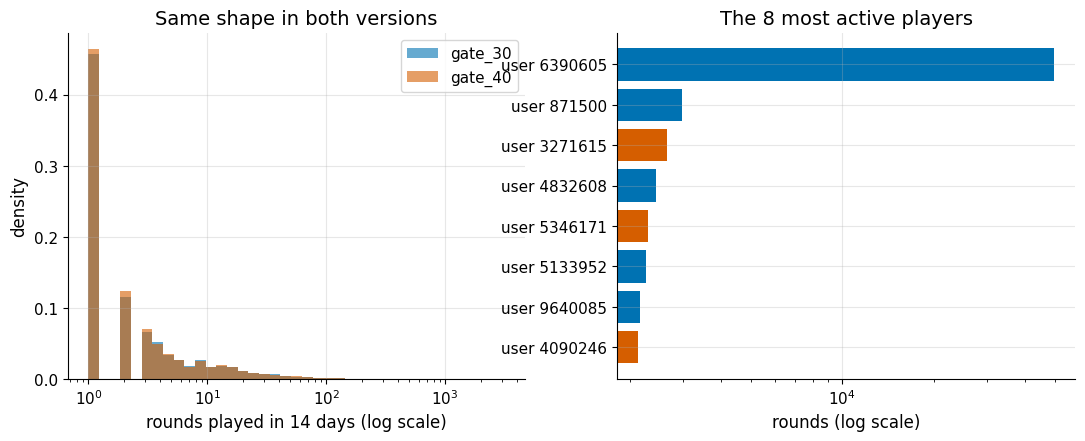 Same shape in both versions
gate_30
gate_40
density
0.4
0.3
0.2
0.1
0.0
10^0
10^1
10^2
10^3
rounds played in 14 days (log scale)
The 8 most active players
user 6390605
user 871500
user 3271615
user 4832608
user 5346171
user 5133952
user 9640085
user 4090246
10^4
rounds (log scale)